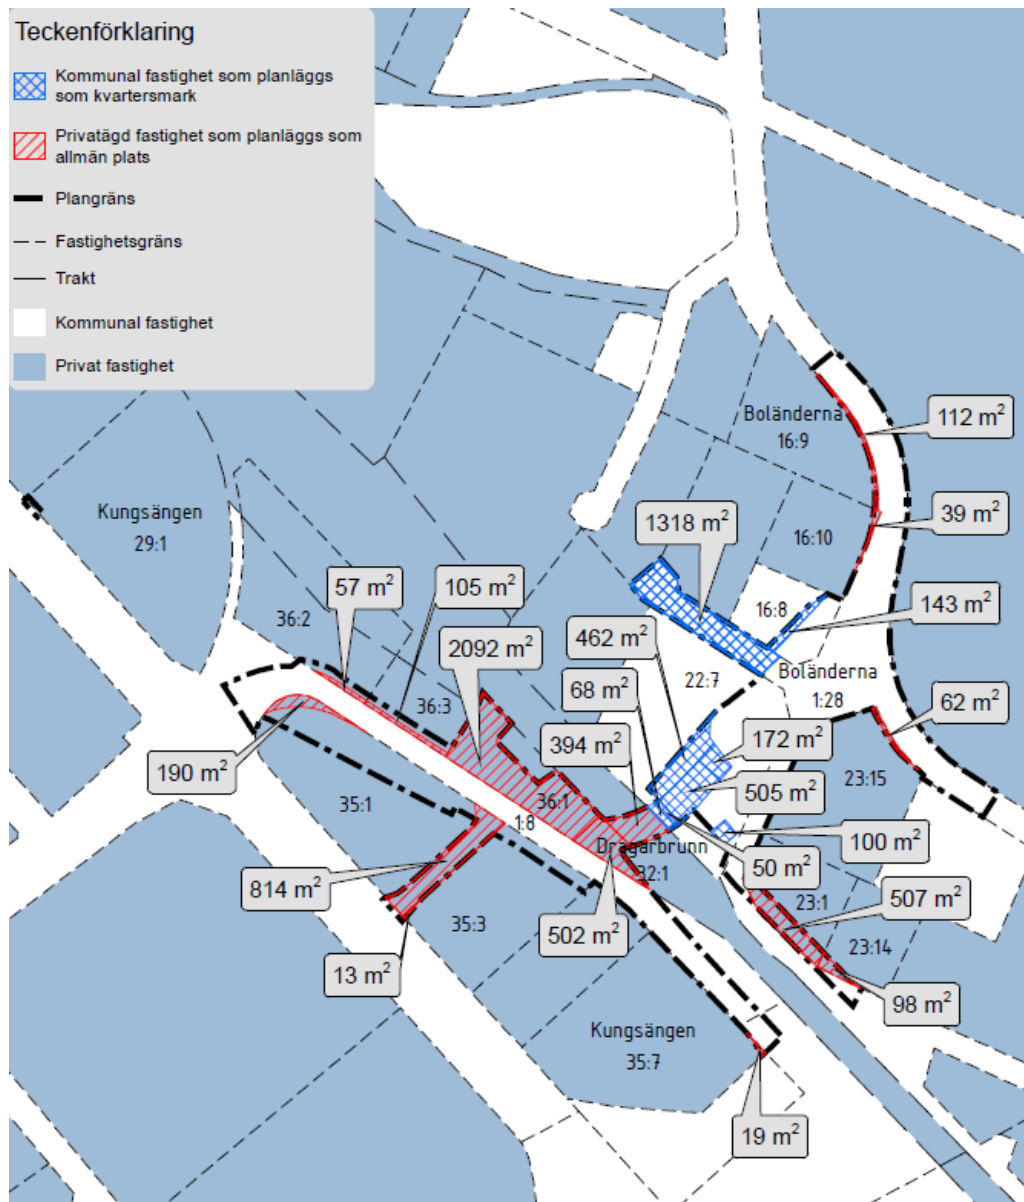 Teckenförklaring
Kommunal fastighet som planläggs
som kvartersmark
Privatägd fastighet som planläggs som
allmän plats
Plangräns
Fastighetsgräns
Trakt
Kommunal fastighet
Privat fastighet
Boländerna
16:9
112 m²
Kungsängen
29:1
1318 m²
39 m²
16:10
57 m²
105 m²
36:2
16:8
143 m²
2092 m²
462 m²
Boländerna
1:28
22:7
36:3
68 m²
62 m²
394 m²
172 m²
190 m²
23:15
505 m²
35:1
36:1
1:8
100 m²
Dragarbrunn
32:1
50 m²
814 m²
23:1
507 m²
35:3
502 m²
23:14
13 m²
98 m²
Kungsängen
35:7
19 m²